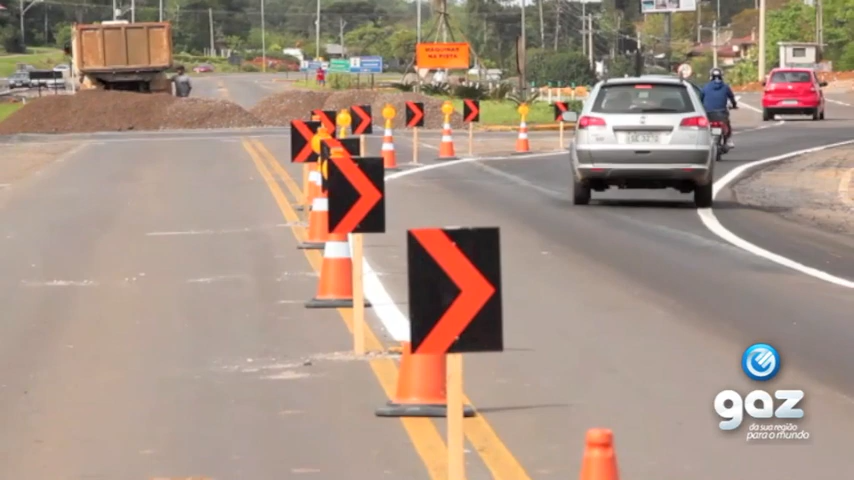 MÁQUINAS
NA PISTA
gaz
da sua região
para o mundo